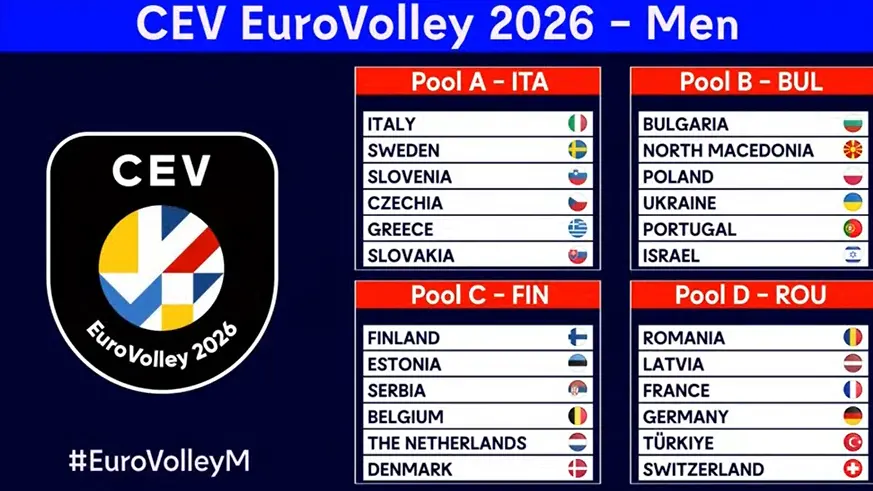 CEV EuroVolley 2026 - Men
CEV
EuroVolley 2026
#EuroVolleyM
Pool A - ITA
ITALY
SWEDEN
SLOVENIA
CZECHIA
GREECE
SLOVAKIA
Pool B - BUL
BULGARIA
NORTH MACEDONIA
POLAND
UKRAINE
PORTUGAL
ISRAEL
Pool C - FIN
FINLAND
ESTONIA
SERBIA
BELGIUM
THE NETHERLANDS
DENMARK
Pool D - ROU
ROMANIA
LATVIA
FRANCE
GERMANY
TÜRKIYE
SWITZERLAND